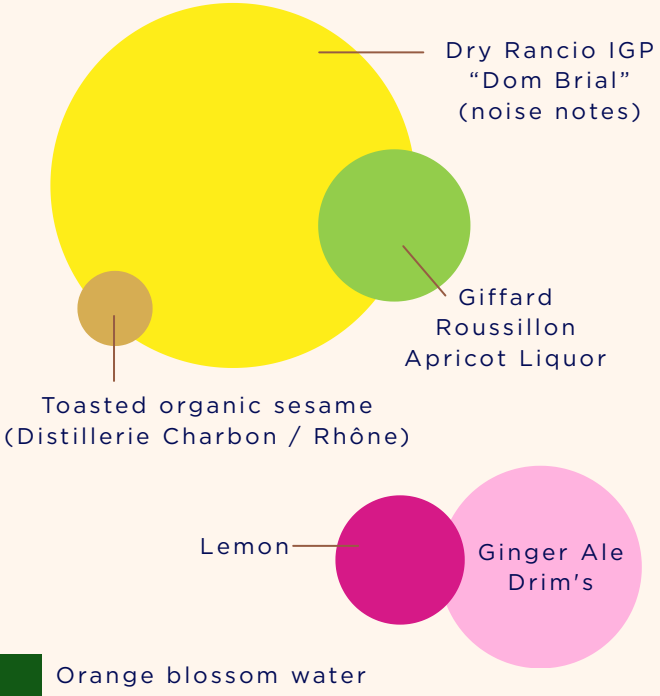 Dry Rancio IGP
“Dom Brial”
(noise notes)
Giffard
Roussillon
Apricot Liquor
Toasted organic sesame
(Distillerie Charbon / Rhône)
Lemon
Ginger Ale
Drim's
Orange blossom water